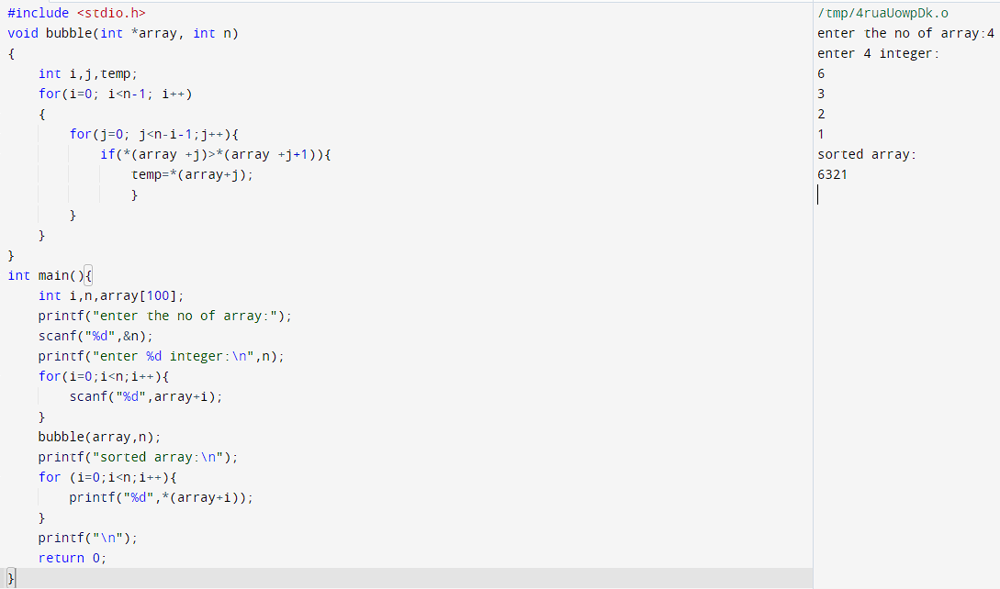 #include <stdio.h>
void bubble(int *array, int n)
{
    int i,j,temp;
    for(i=0; i<n-1; i++)
    {
        for(j=0; j<n-i-1;j++){
            if(*(array +j)>*(array +j+1)){
                temp=*(array+j);
                }
        }
    }
}
int main(){
    int i,n,array[100];
    printf("enter the no of array:");
    scanf("%d",&n);
    printf("enter %d integer:\n",n);
    for(i=0;i<n;i++){
        scanf("%d",array+i);
    }
    bubble(array,n);
    printf("sorted array:\n");
    for (i=0;i<n;i++){
        printf("%d",*(array+i));
    }
    printf("\n");
    return 0;
}
/tmp/4ruaUowpDk.o
enter the no of array:4
enter 4 integer:
6
3
2
1
sorted array:
6321